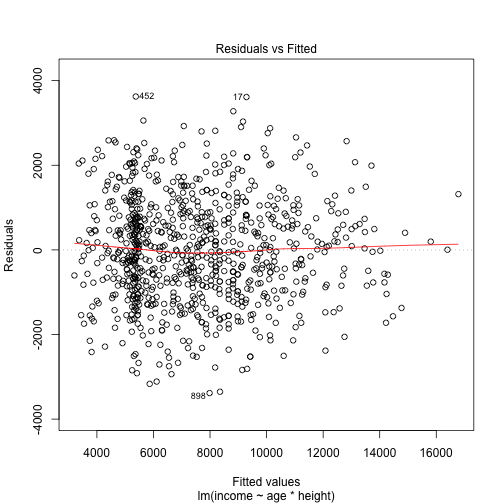 Residuals vs Fitted
Residuals
4000
2000
0
-2000
-4000
452
17
898
4000 6000 8000 10000 12000 14000 16000
Fitted values
lm(income ~ age * height)